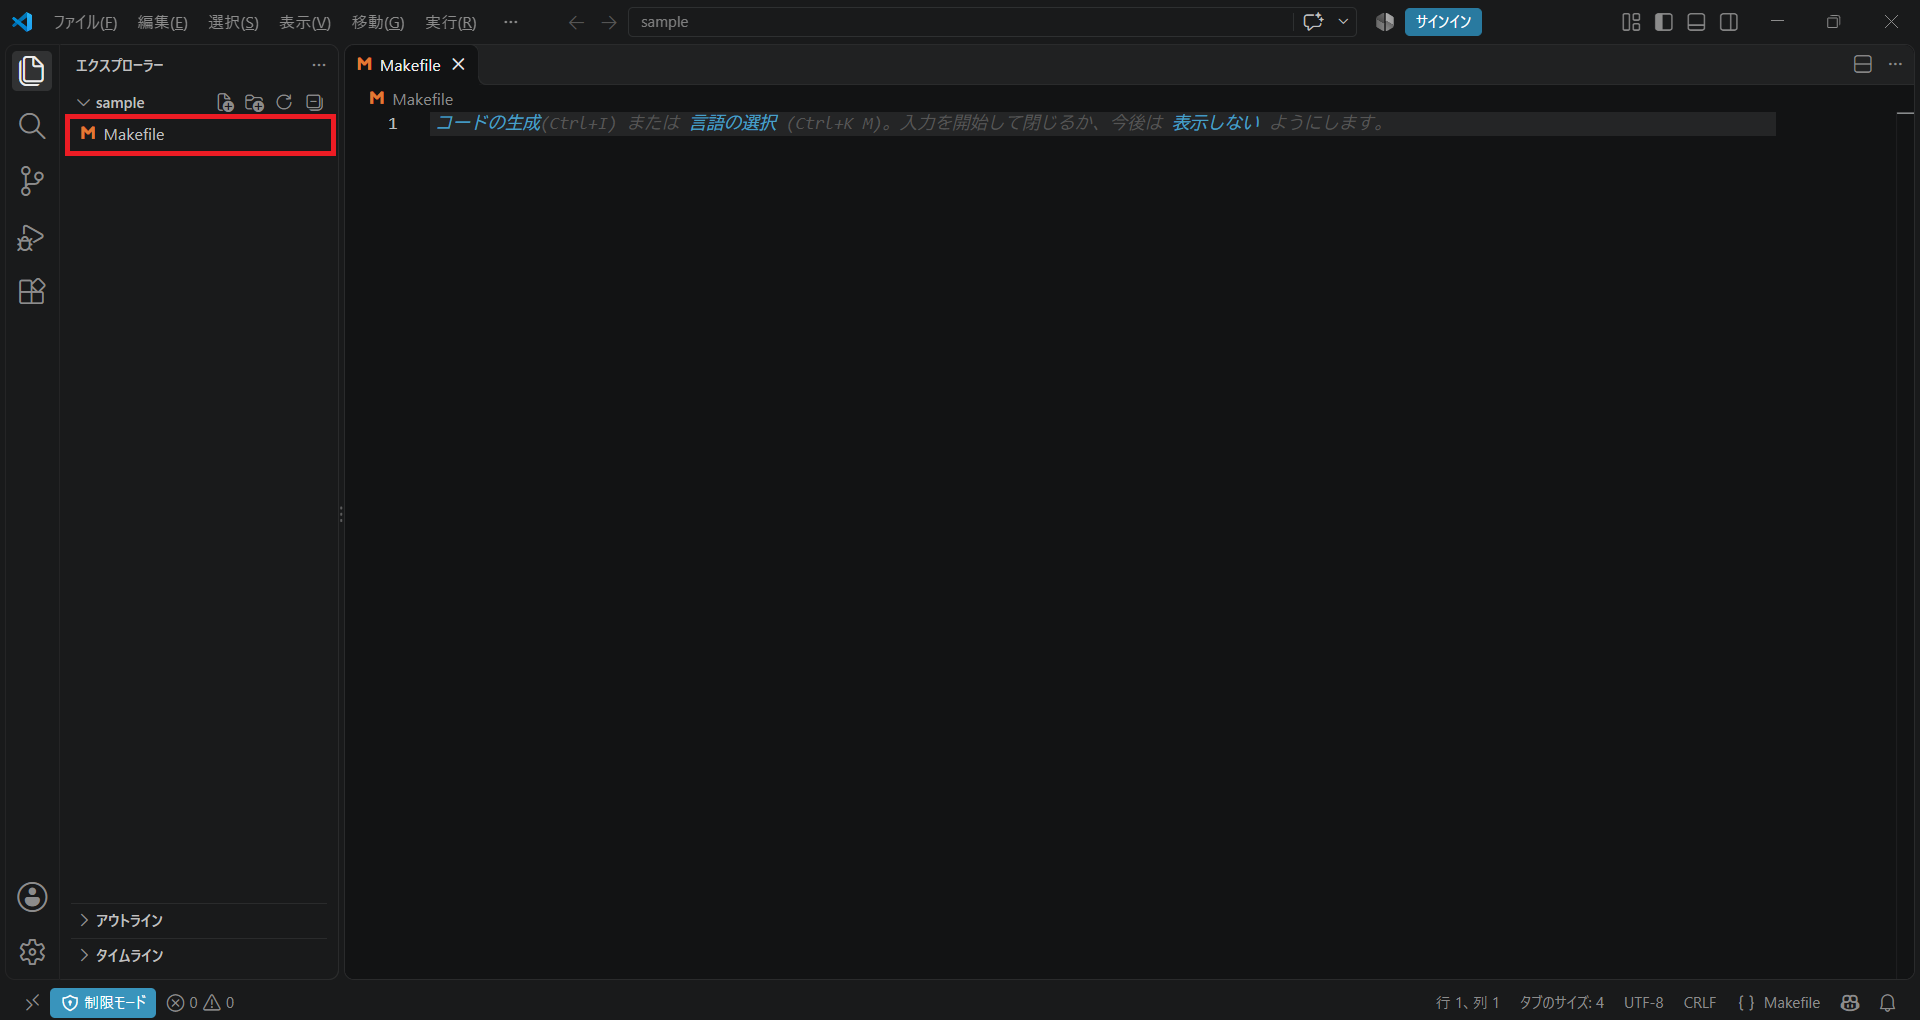 ファイル(F) 編集(E) 選択(S) 表示(V) 移動(G) 実行(R) ··· sample サインイン
エクスプローラー ···
sample
Makefile
Makefile
Makefile
1 コードの生成(Ctrl+I) または 言語の選択 (Ctrl+K M)。入力を開始して閉じるか、今後は 表示しない ようにします。
アウトライン
タイムライン
制限モード 0 0 行 1、列 1 タブのサイズ: 4 UTF-8 CRLF { } Makefile